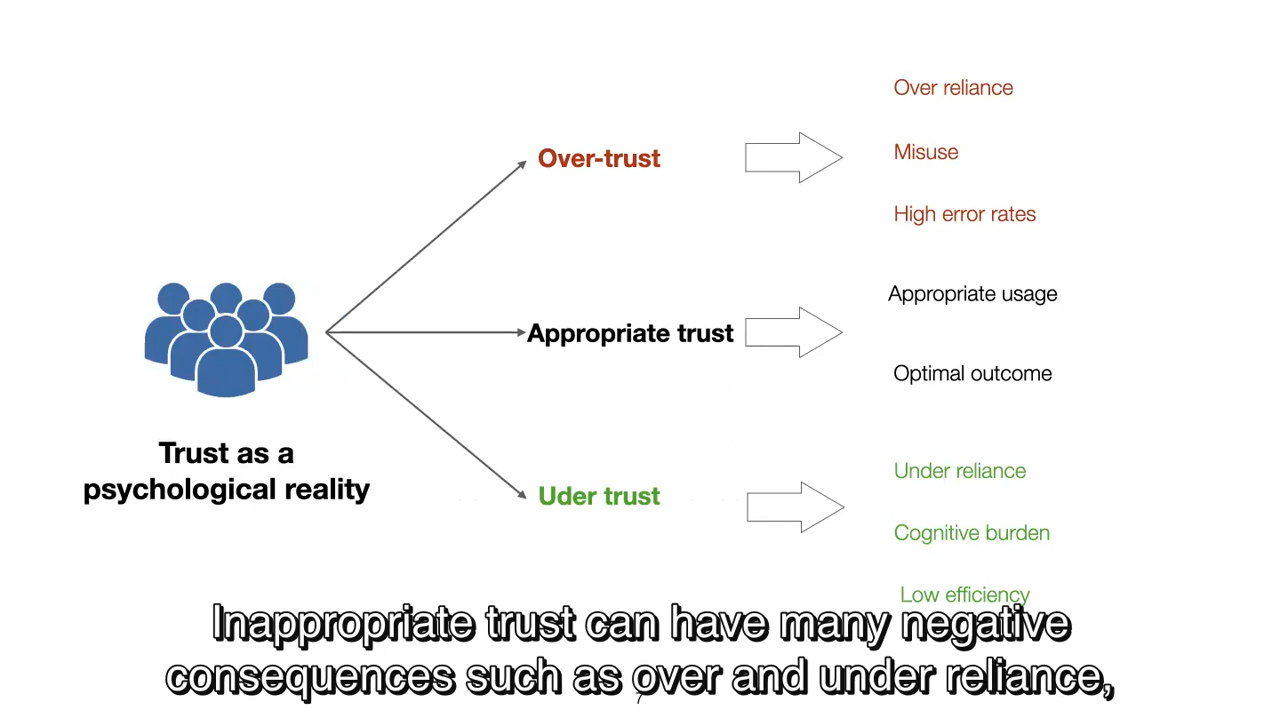 Over reliance
Over-trust
Misuse
High error rates
Appropriate usage
Appropriate trust
Optimal outcome
Trust as a
psychological reality
Under reliance
Uder trust
Cognitive burden
Low efficiency
Inappropriate trust can have many negative
consequences such as over and under reliance,
7